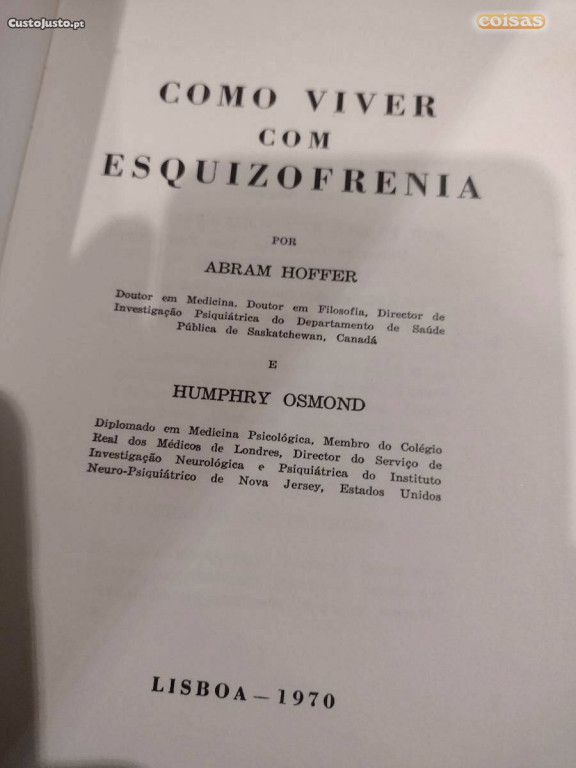 CustoJusto.pt
coisas
COMO VIVER
COM
ESQUIZOFRENIA
POR
ABRAM HOFFER
Doutor em Medicina, Doutor em Filosofia, Director de
Investigação Psiquiátrica do Departamento de Saúde
Pública de Saskatchewan, Canadá
E
HUMPHRY OSMOND
Diplomado em Medicina Psicológica, Membro do Colégio
Real dos Médicos de Londres, Director do Serviço de
Investigação Neurológica e Psiquiátrica do Instituto
Neuro-Psiquiátrico de Nova Jersey, Estados Unidos
LISBOA — 1970